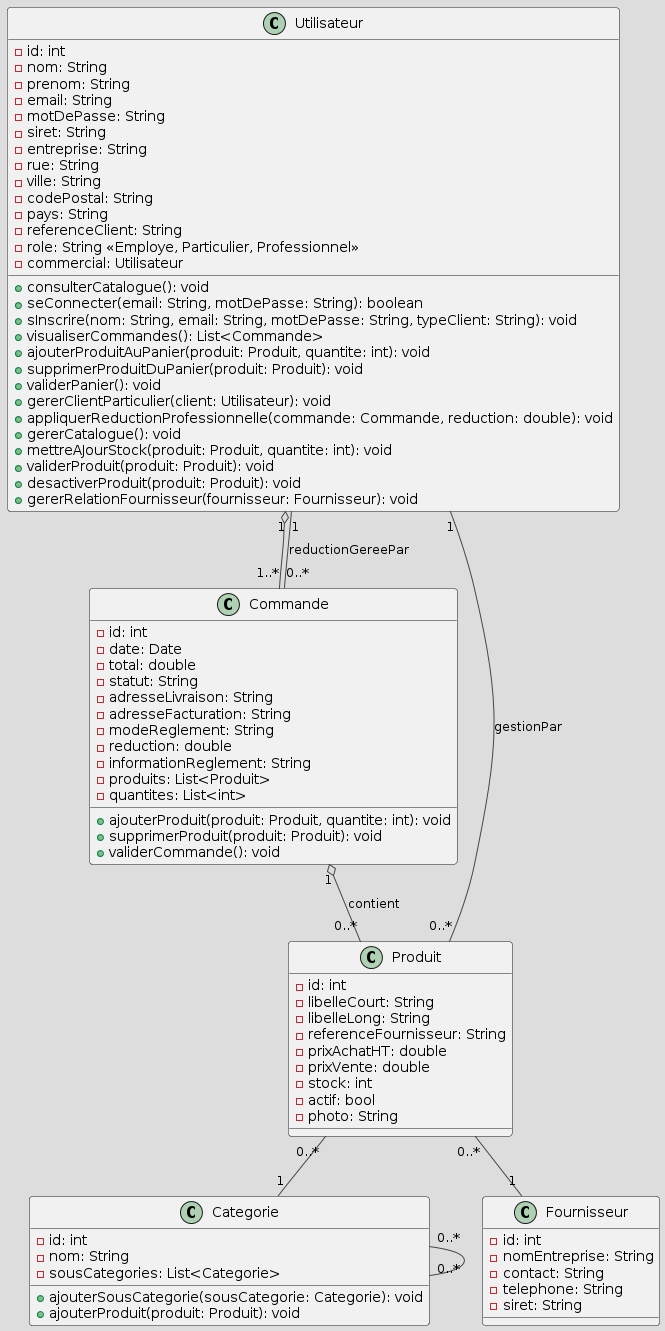 C Utilisateur
id: int
nom: String
prenom: String
email: String
motDePasse: String
siret: String
entreprise: String
rue: String
ville: String
codePostal: String
pays: String
referenceClient: String
role: String «Employe, Particulier, Professionnel»
commercial: Utilisateur
consulterCatalogue(): void
seConnecter(email: String, motDePasse: String): boolean
sInscrire(nom: String, email: String, motDePasse: String, typeClient: String): void
visualiserCommandes(): List<Commande>
ajouterProduitAuPanier(produit: Produit, quantite: int): void
supprimerProduitDuPanier(produit: Produit): void
validerPanier(): void
gererClientParticulier(client: Utilisateur): void
appliquerReductionProfessionnelle(commande: Commande, reduction: double): void
gererCatalogue(): void
mettreAJourStock(produit: Produit, quantite: int): void
validerProduit(produit: Produit): void
desactiverProduit(produit: Produit): void
gererRelationFournisseur(fournisseur: Fournisseur): void
1 1 1
reductionGereePar
1..* 0..*
C Commande
id: int
date: Date
total: double
statut: String
adresseLivraison: String
adresseFacturation: String
modeReglement: String
reduction: double
informationReglement: String
produits: List<Produit>
quantites: List<int>
ajouterProduit(produit: Produit, quantite: int): void
supprimerProduit(produit: Produit): void
validerCommande(): void
gestionPar
1
contient
0..* 0..*
C Produit
id: int
libelleCourt: String
libelleLong: String
referenceFournisseur: String
prixAchatHT: double
prixVente: double
stock: int
actif: bool
photo: String
0..* 0..*
1 1
C Categorie
id: int
nom: String
sousCategories: List<Categorie>
ajouterSousCategorie(sousCategorie: Categorie): void
ajouterProduit(produit: Produit): void
0..*
0..*
C Fournisseur
id: int
nomEntreprise: String
contact: String
telephone: String
siret: String